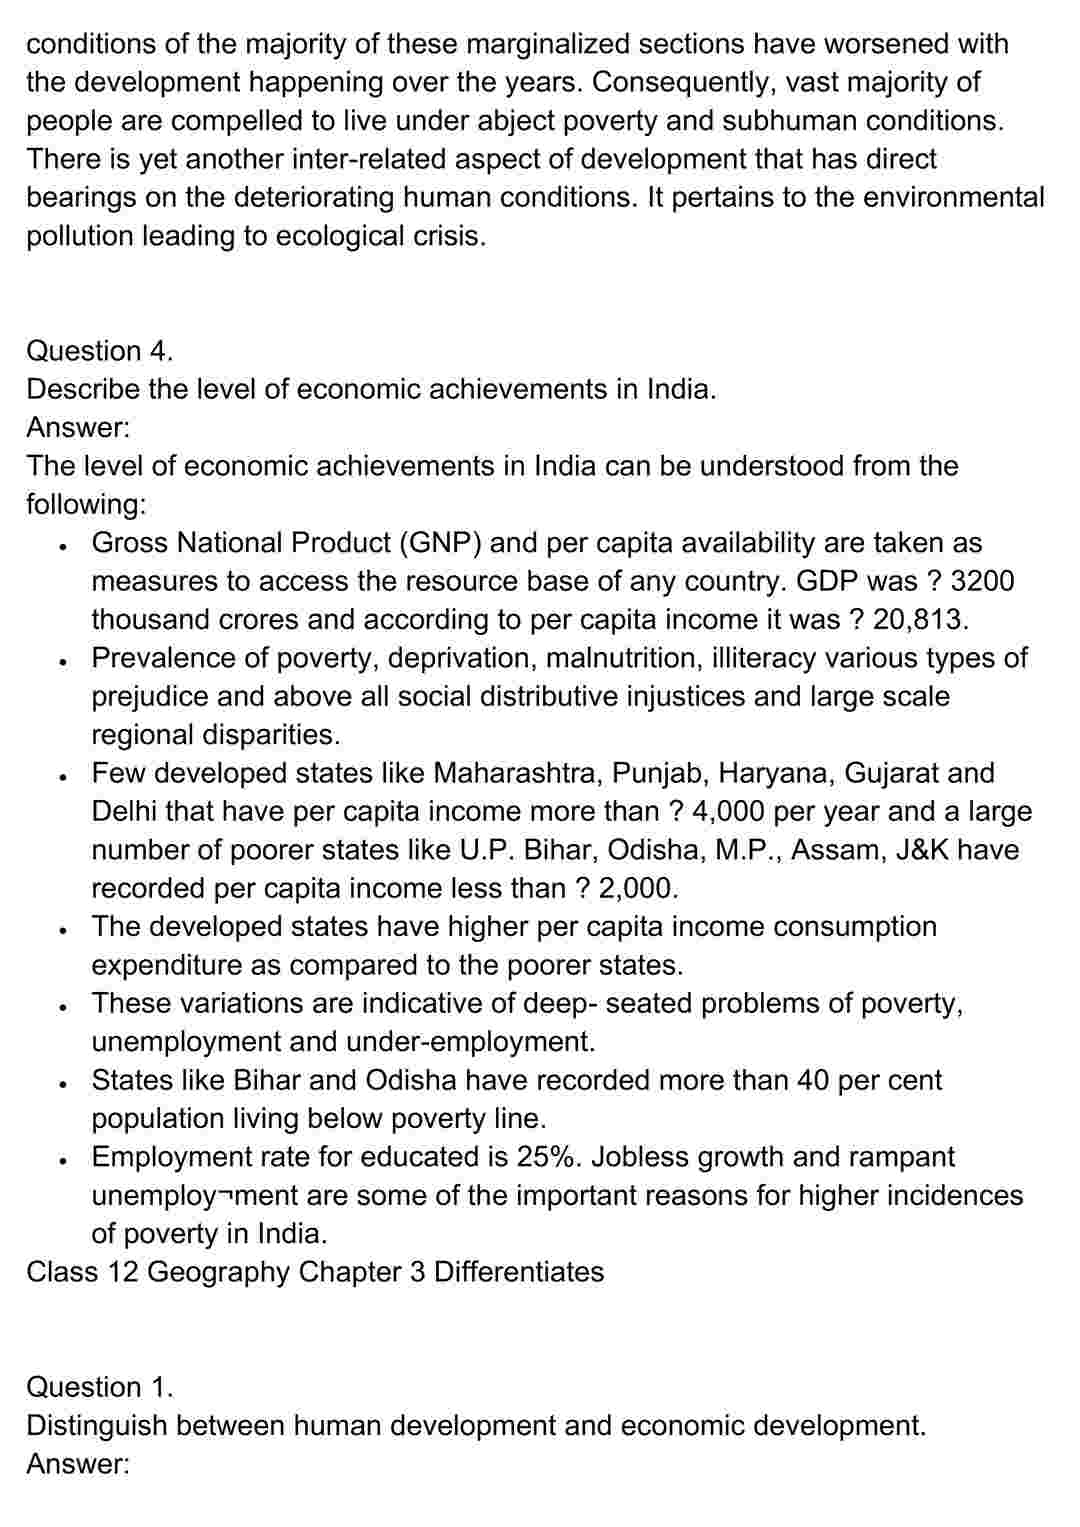 conditions of the majority of these marginalized sections have worsened with
the development happening over the years. Consequently, vast majority of
people are compelled to live under abject poverty and subhuman conditions.
There is yet another inter-related aspect of development that has direct
bearings on the deteriorating human conditions. It pertains to the environmental
pollution leading to ecological crisis.
Question 4.
Describe the level of economic achievements in India.
Answer:
The level of economic achievements in India can be understood from the
following:
• Gross National Product (GNP) and per capita availability are taken as
measures to access the resource base of any country. GDP was ? 3200
thousand crores and according to per capita income it was ? 20,813.
• Prevalence of poverty, deprivation, malnutrition, illiteracy various types of
prejudice and above all social distributive injustices and large scale
regional disparities.
• Few developed states like Maharashtra, Punjab, Haryana, Gujarat and
Delhi that have per capita income more than ? 4,000 per year and a large
number of poorer states like U.P. Bihar, Odisha, M.P., Assam, J&K have
recorded per capita income less than ? 2,000.
• The developed states have higher per capita income consumption
expenditure as compared to the poorer states.
• These variations are indicative of deep- seated problems of poverty,
unemployment and under-employment.
• States like Bihar and Odisha have recorded more than 40 per cent
population living below poverty line.
• Employment rate for educated is 25%. Jobless growth and rampant
unemploy¬ment are some of the important reasons for higher incidences
of poverty in India.
Class 12 Geography Chapter 3 Differentiates
Question 1.
Distinguish between human development and economic development.
Answer: